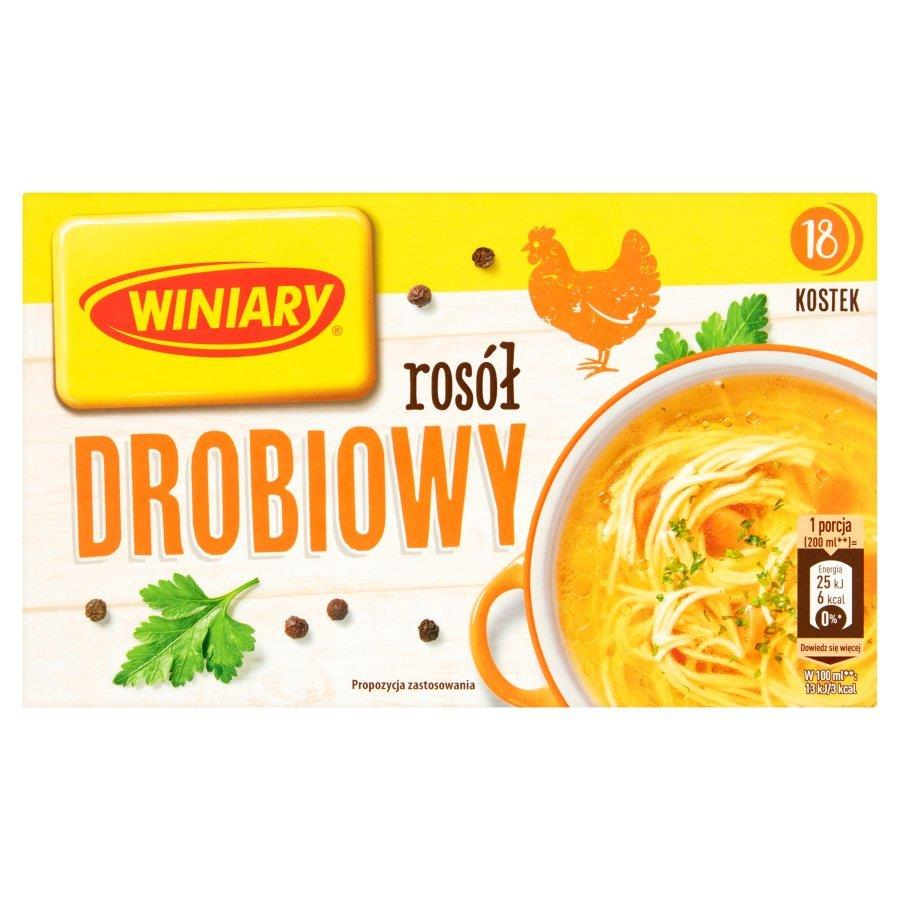 WINIARY®
18
KOSTEK
rosół
DROBIOWY
1 porcja
(200 ml**)=
Energia
25 kJ
6 kcal
0%*
Dowiedz się więcej
W 100 ml**:
13 kJ/3 kcal
Propozycja zastosowania